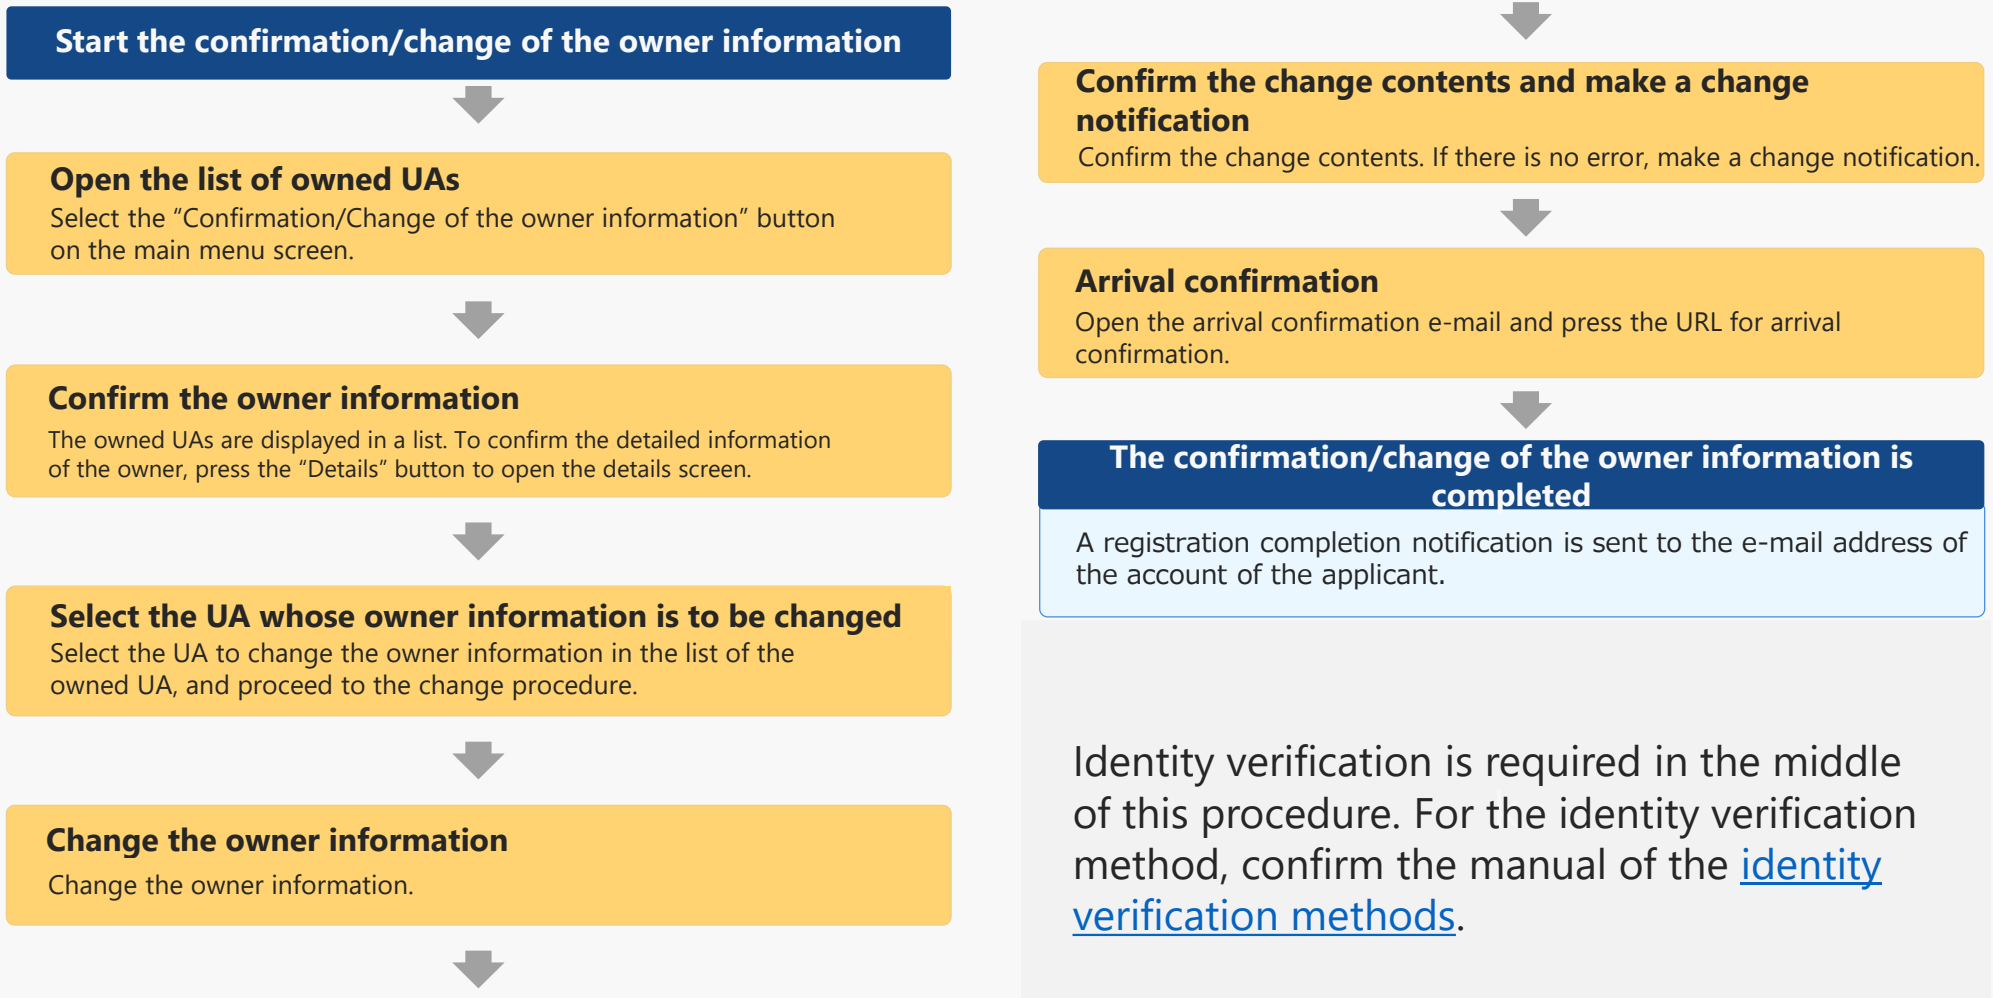 Start the confirmation/change of the owner information
Open the list of owned UAs
Select the “Confirmation/Change of the owner information” button
on the main menu screen.
Confirm the owner information
The owned UAs are displayed in a list. To confirm the detailed information
of the owner, press the “Details” button to open the details screen.
Select the UA whose owner information is to be changed
Select the UA to change the owner information in the list of the
owned UA, and proceed to the change procedure.
Change the owner information
Change the owner information.
Confirm the change contents and make a change
notification
Confirm the change contents. If there is no error, make a change notification.
Arrival confirmation
Open the arrival confirmation e-mail and press the URL for arrival
confirmation.
The confirmation/change of the owner information is
completed
A registration completion notification is sent to the e-mail address of
the account of the applicant.
Identity verification is required in the middle
of this procedure. For the identity verification
method, confirm the manual of the identity
verification methods.